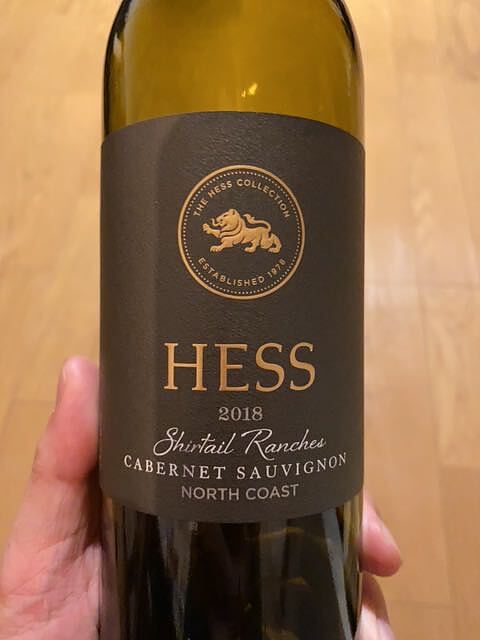 THE HESS COLLECTION
ESTABLISHED 1978
HESS
2018
Shirtail Ranches
CABERNET SAUVIGNON
NORTH COAST